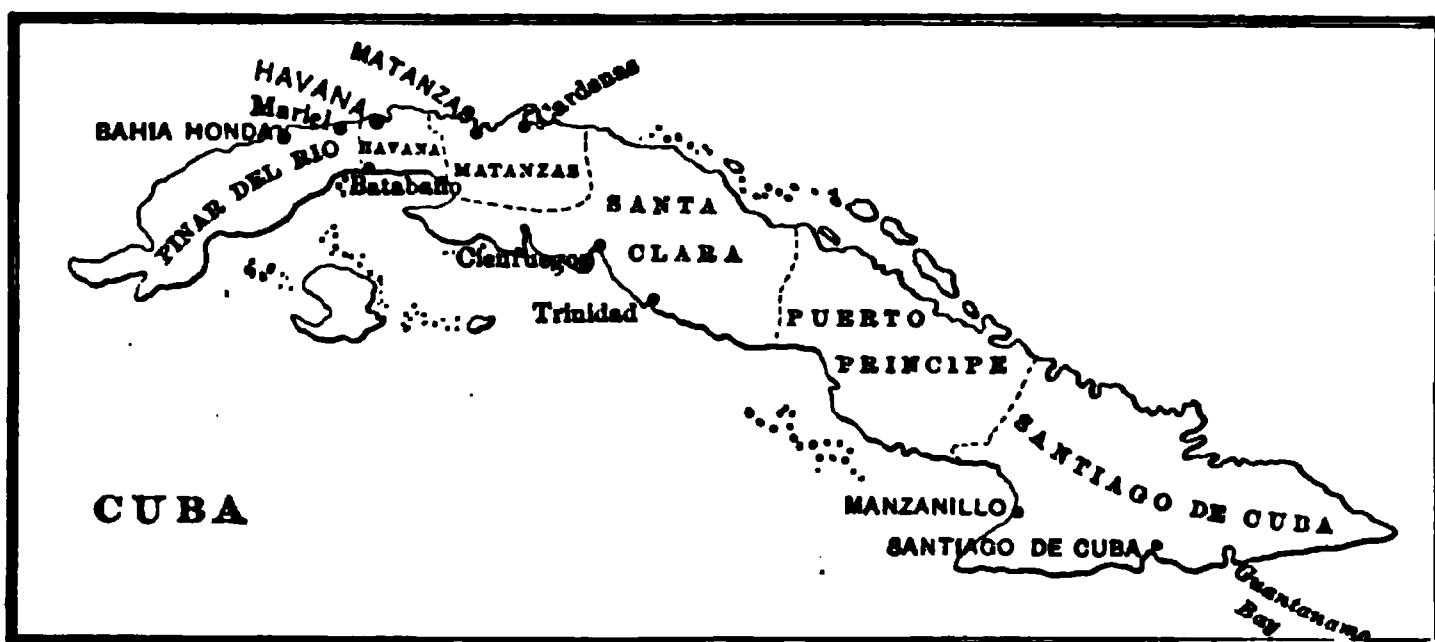 MATANZAS
Cardenas
HAVANA
Mariel
BAHIA HONDA
HAVANA
PINAR DEL RIO
MATANZAS
Batabaño
SANTA
CLARA
Cienfuegos
Trinidad
PUERTO
PRINCIPE
SANTIAGO DE CUBA
CUBA
MANZANILLO
SANTIAGO DE CUBA
Guantanamo
Bay